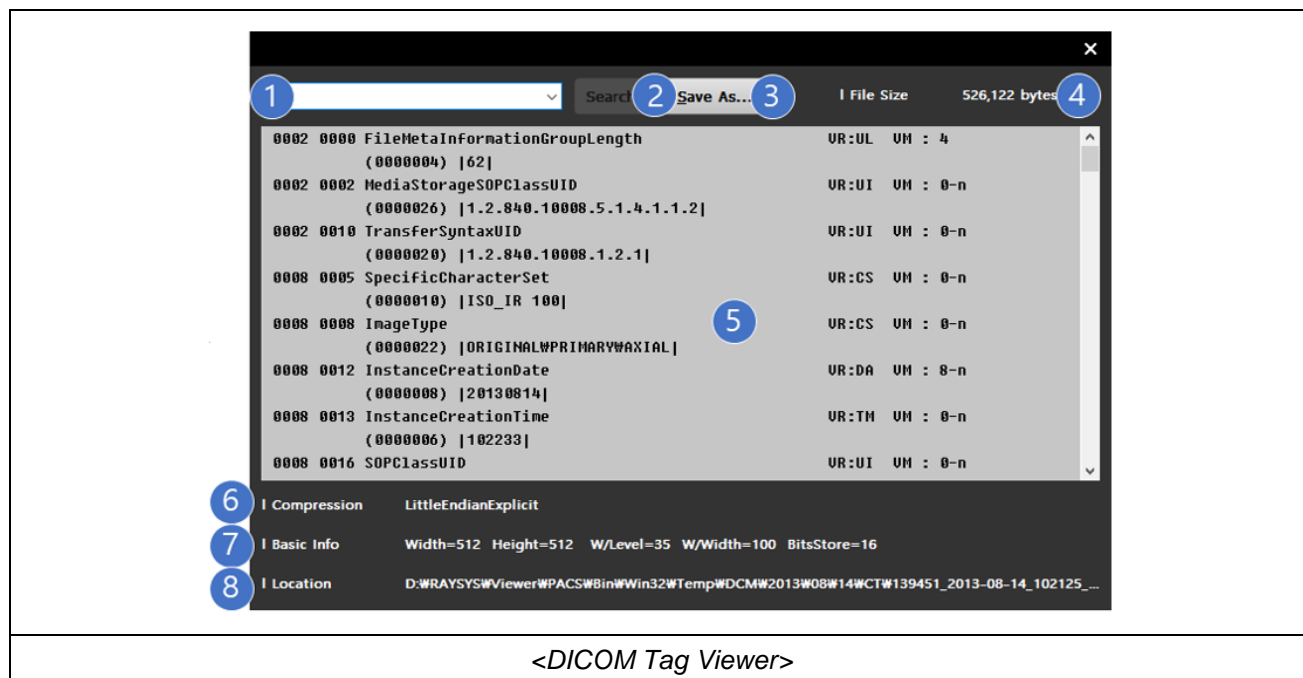 ×
1 Search 2 Save As... 3 I File Size 526,122 bytes 4
0002 0000 FileMetaInformationGroupLength VR:UL VM : 4
(0000004) |62|
0002 0002 MediaStorageSOPClassUID VR:UI VM : 0-n
(0000026) |1.2.840.10008.5.1.4.1.1.2|
0002 0010 TransferSyntaxUID VR:UI VM : 0-n
(0000020) |1.2.840.10008.1.2.1|
0008 0005 SpecificCharacterSet VR:CS VM : 0-n
(0000010) |ISO_IR 100|
0008 0008 ImageType 5 VR:CS VM : 0-n
(0000022) |ORIGINAL₩PRIMARY₩AXIAL|
0008 0012 InstanceCreationDate VR:DA VM : 8-n
(0000008) |20130814|
0008 0013 InstanceCreationTime VR:TM VM : 0-n
(0000006) |102233|
0008 0016 SOPClassUID VR:UI VM : 0-n
6 I Compression LittleEndianExplicit
7 I Basic Info Width=512 Height=512 W/Level=35 W/Width=100 BitsStore=16
8 I Location D:₩RAYSYS₩Viewer₩PACS₩Bin₩Win32₩Temp₩DCM₩2013₩08₩14₩CT₩139451_2013-08-14_102125_...
<DICOM Tag Viewer>